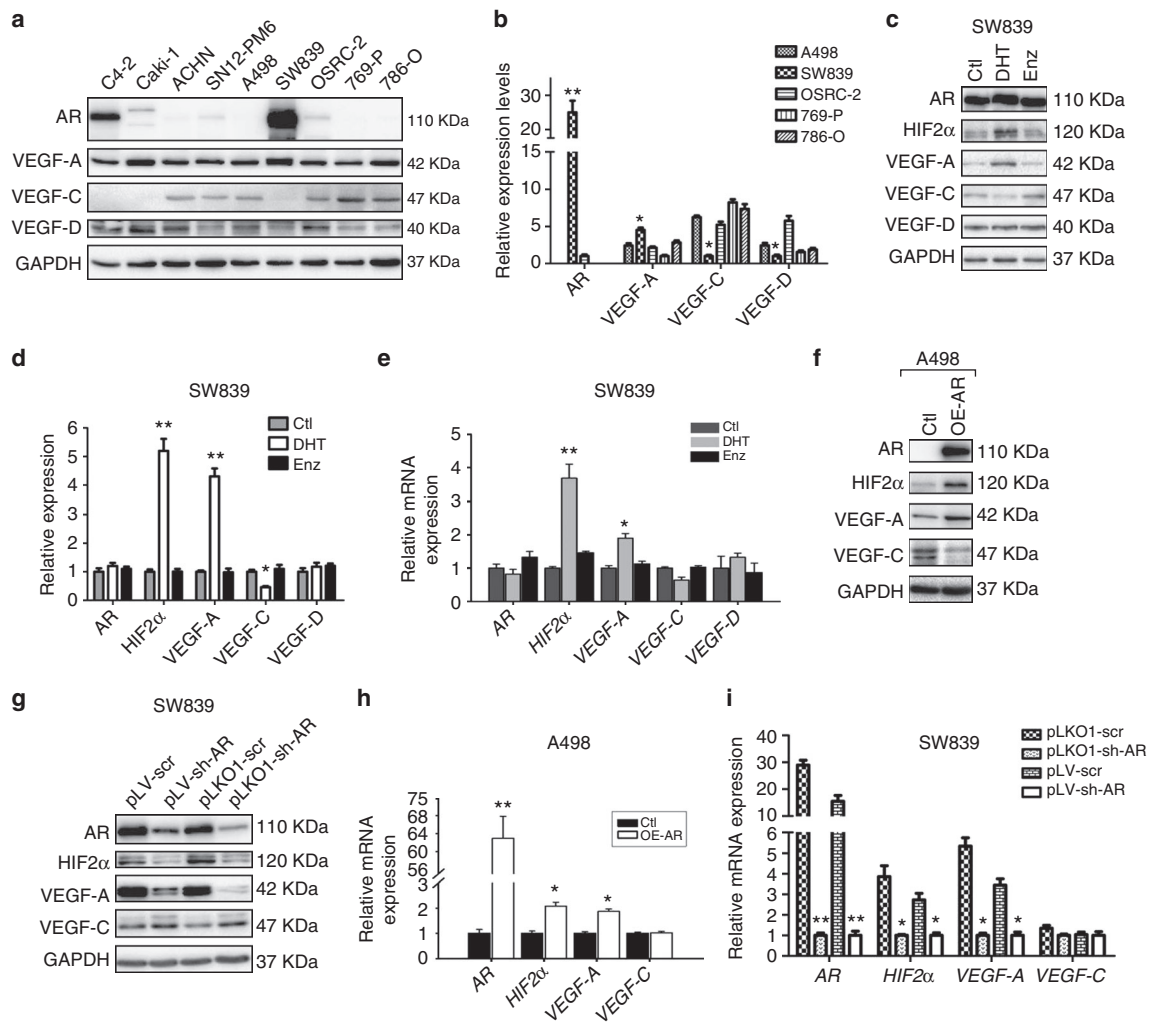 a
C4-2
Caki-1
ACHN
SN12-PM6
A498
SW839
OSRC-2
769-P
786-O
AR
110 KDa
VEGF-A
42 KDa
VEGF-C
47 KDa
VEGF-D
40 KDa
GAPDH
37 KDa
b
Relative expression levels
30
20
15
10
5
0
**
*
*
*
A498
SW839
OSRC-2
769-P
786-O
AR
VEGF-A
VEGF-C
VEGF-D
c
SW839
Ctl
DHT
Enz
AR
110 KDa
HIF2α
120 KDa
VEGF-A
42 KDa
VEGF-C
47 KDa
VEGF-D
40 KDa
GAPDH
37 KDa
d
SW839
Relative expression
6
5
4
3
2
1
0
**
**
*
Ctl
DHT
Enz
AR
HIF2α
VEGF-A
VEGF-C
VEGF-D
e
SW839
Relative mRNA
expression
5
4
3
2
1
0
**
*
Ctl
DHT
Enz
AR
HIF2α
VEGF-A
VEGF-C
VEGF-D
f
A498
Ctl
OE-AR
AR
110 KDa
HIF2α
120 KDa
VEGF-A
42 KDa
VEGF-C
47 KDa
GAPDH
37 KDa
g
SW839
pLV-scr
pLV-sh-AR
pLKO1-scr
pLKO1-sh-AR
AR
110 KDa
HIF2α
120 KDa
VEGF-A
42 KDa
VEGF-C
47 KDa
GAPDH
37 KDa
h
A498
Relative mRNA
expression
75
68
64
60
56
3
2
1
0
**
*
*
Ctl
OE-AR
AR
HIF2α
VEGF-A
VEGF-C
i
SW839
Relative mRNA expression
40
30
20
10
6
5
4
3
2
1
0
**
**
*
*
*
*
pLKO1-scr
pLKO1-sh-AR
pLV-scr
pLV-sh-AR
AR
HIF2α
VEGF-A
VEGF-C